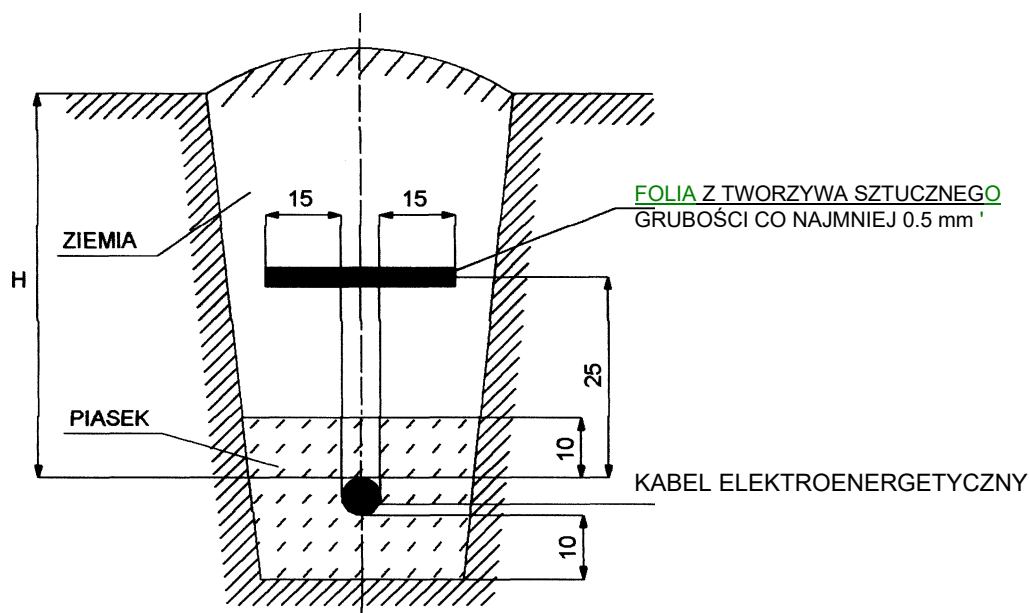 15
15
FOLIA Z TWORZYWA SZTUCZNEGO
GRUBOŚCI CO NAJMNIEJ 0.5 mm '
ZIEMIA
H
25
PIASEK
10
KABEL ELEKTROENERGETYCZNY
10